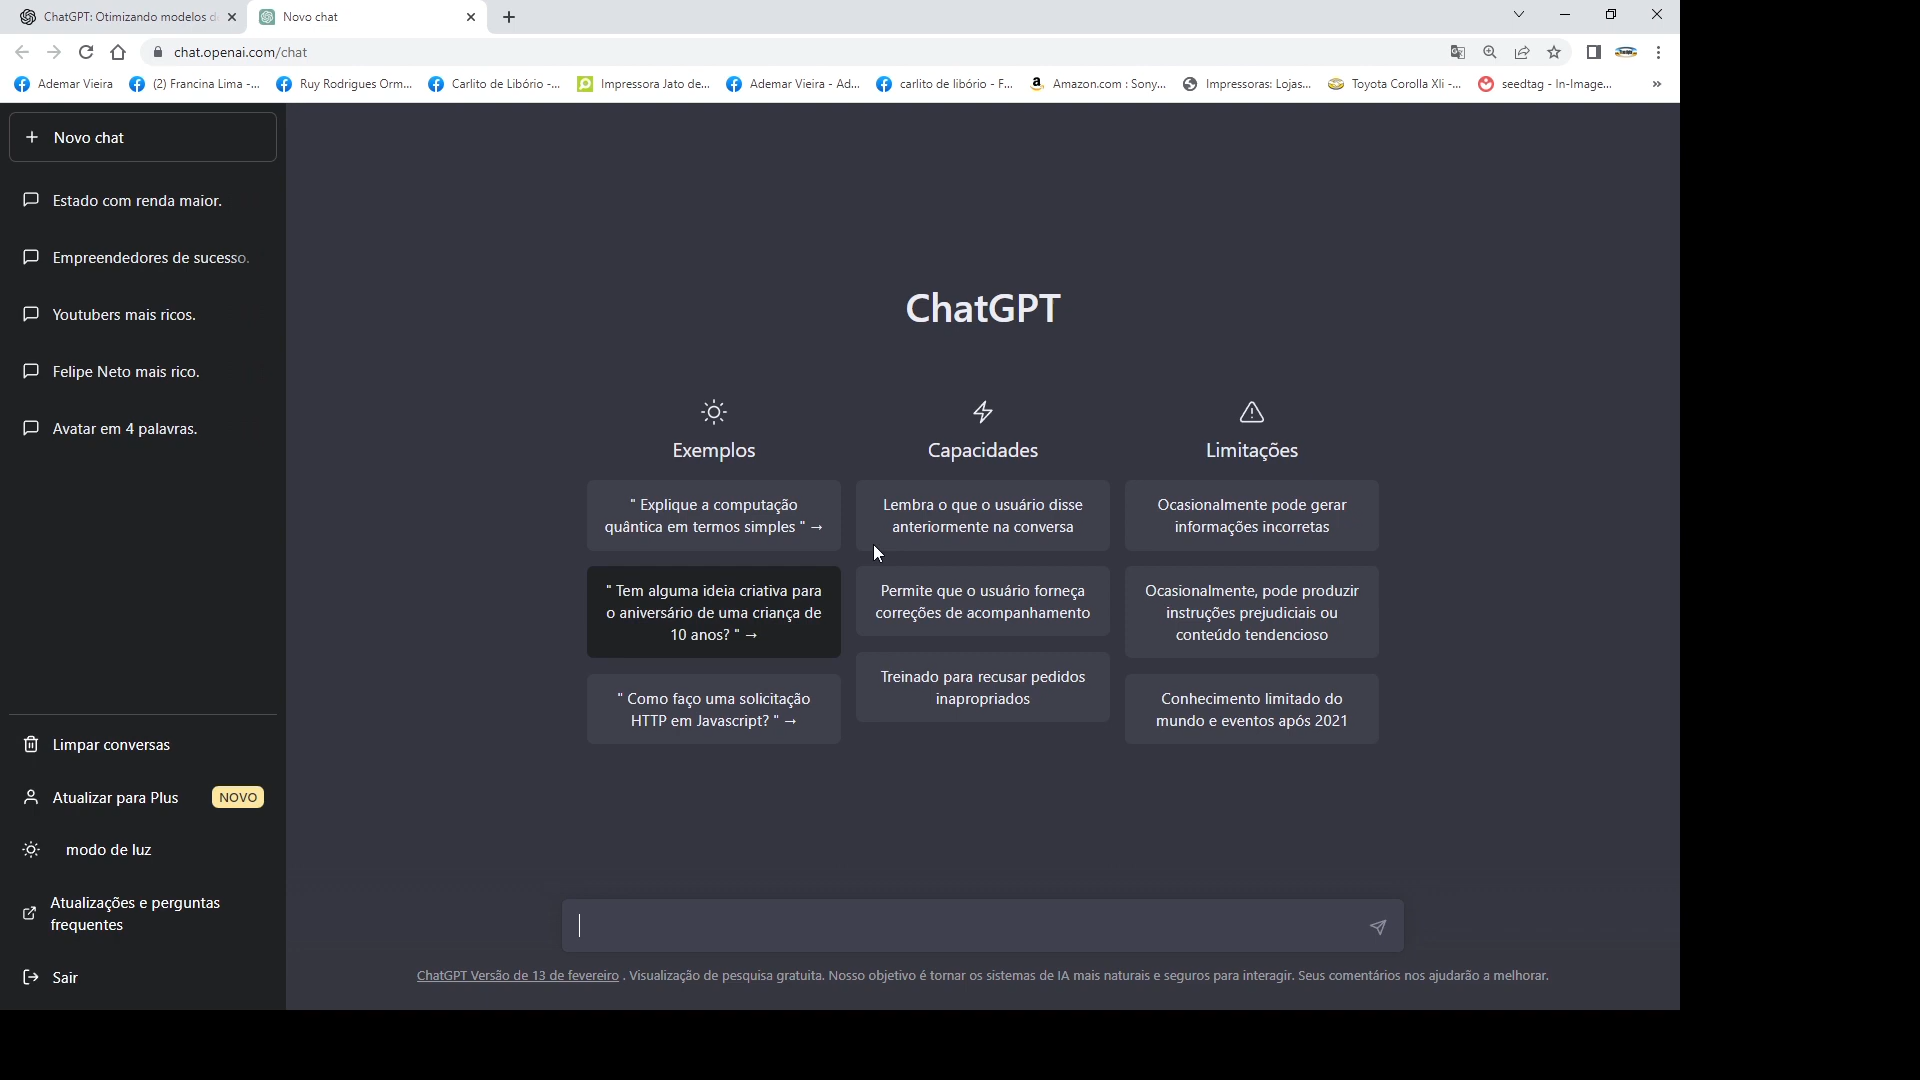 ChatGPT: Otimizando modelos d
Novo chat
chat.openai.com/chat
Ademar Vieira
(2) Francina Lima -...
Ruy Rodrigues Orm...
Carlito de Libório -...
Impressora Jato de...
Ademar Vieira - Ad...
carlito de libório - F...
Amazon.com : Sony...
Impressoras: Lojas...
Toyota Corolla Xli -...
seedtag - In-Image...
»
+ Novo chat
Estado com renda maior.
Empreendedores de sucesso.
Youtubers mais ricos.
Felipe Neto mais rico.
Avatar em 4 palavras.
Limpar conversas
Atualizar para Plus NOVO
modo de luz
Atualizações e perguntas
frequentes
Sair
ChatGPT
Exemplos
" Explique a computação
quântica em termos simples " →
" Tem alguma ideia criativa para
o aniversário de uma criança de
10 anos? " →
" Como faço uma solicitação
HTTP em Javascript? " →
Capacidades
Lembra o que o usuário disse
anteriormente na conversa
Permite que o usuário forneça
correções de acompanhamento
Treinado para recusar pedidos
inapropriados
Limitações
Ocasionalmente pode gerar
informações incorretas
Ocasionalmente, pode produzir
instruções prejudiciais ou
conteúdo tendencioso
Conhecimento limitado do
mundo e eventos após 2021
ChatGPT Versão de 13 de fevereiro . Visualização de pesquisa gratuita. Nosso objetivo é tornar os sistemas de IA mais naturais e seguros para interagir. Seus comentários nos ajudarão a melhorar.